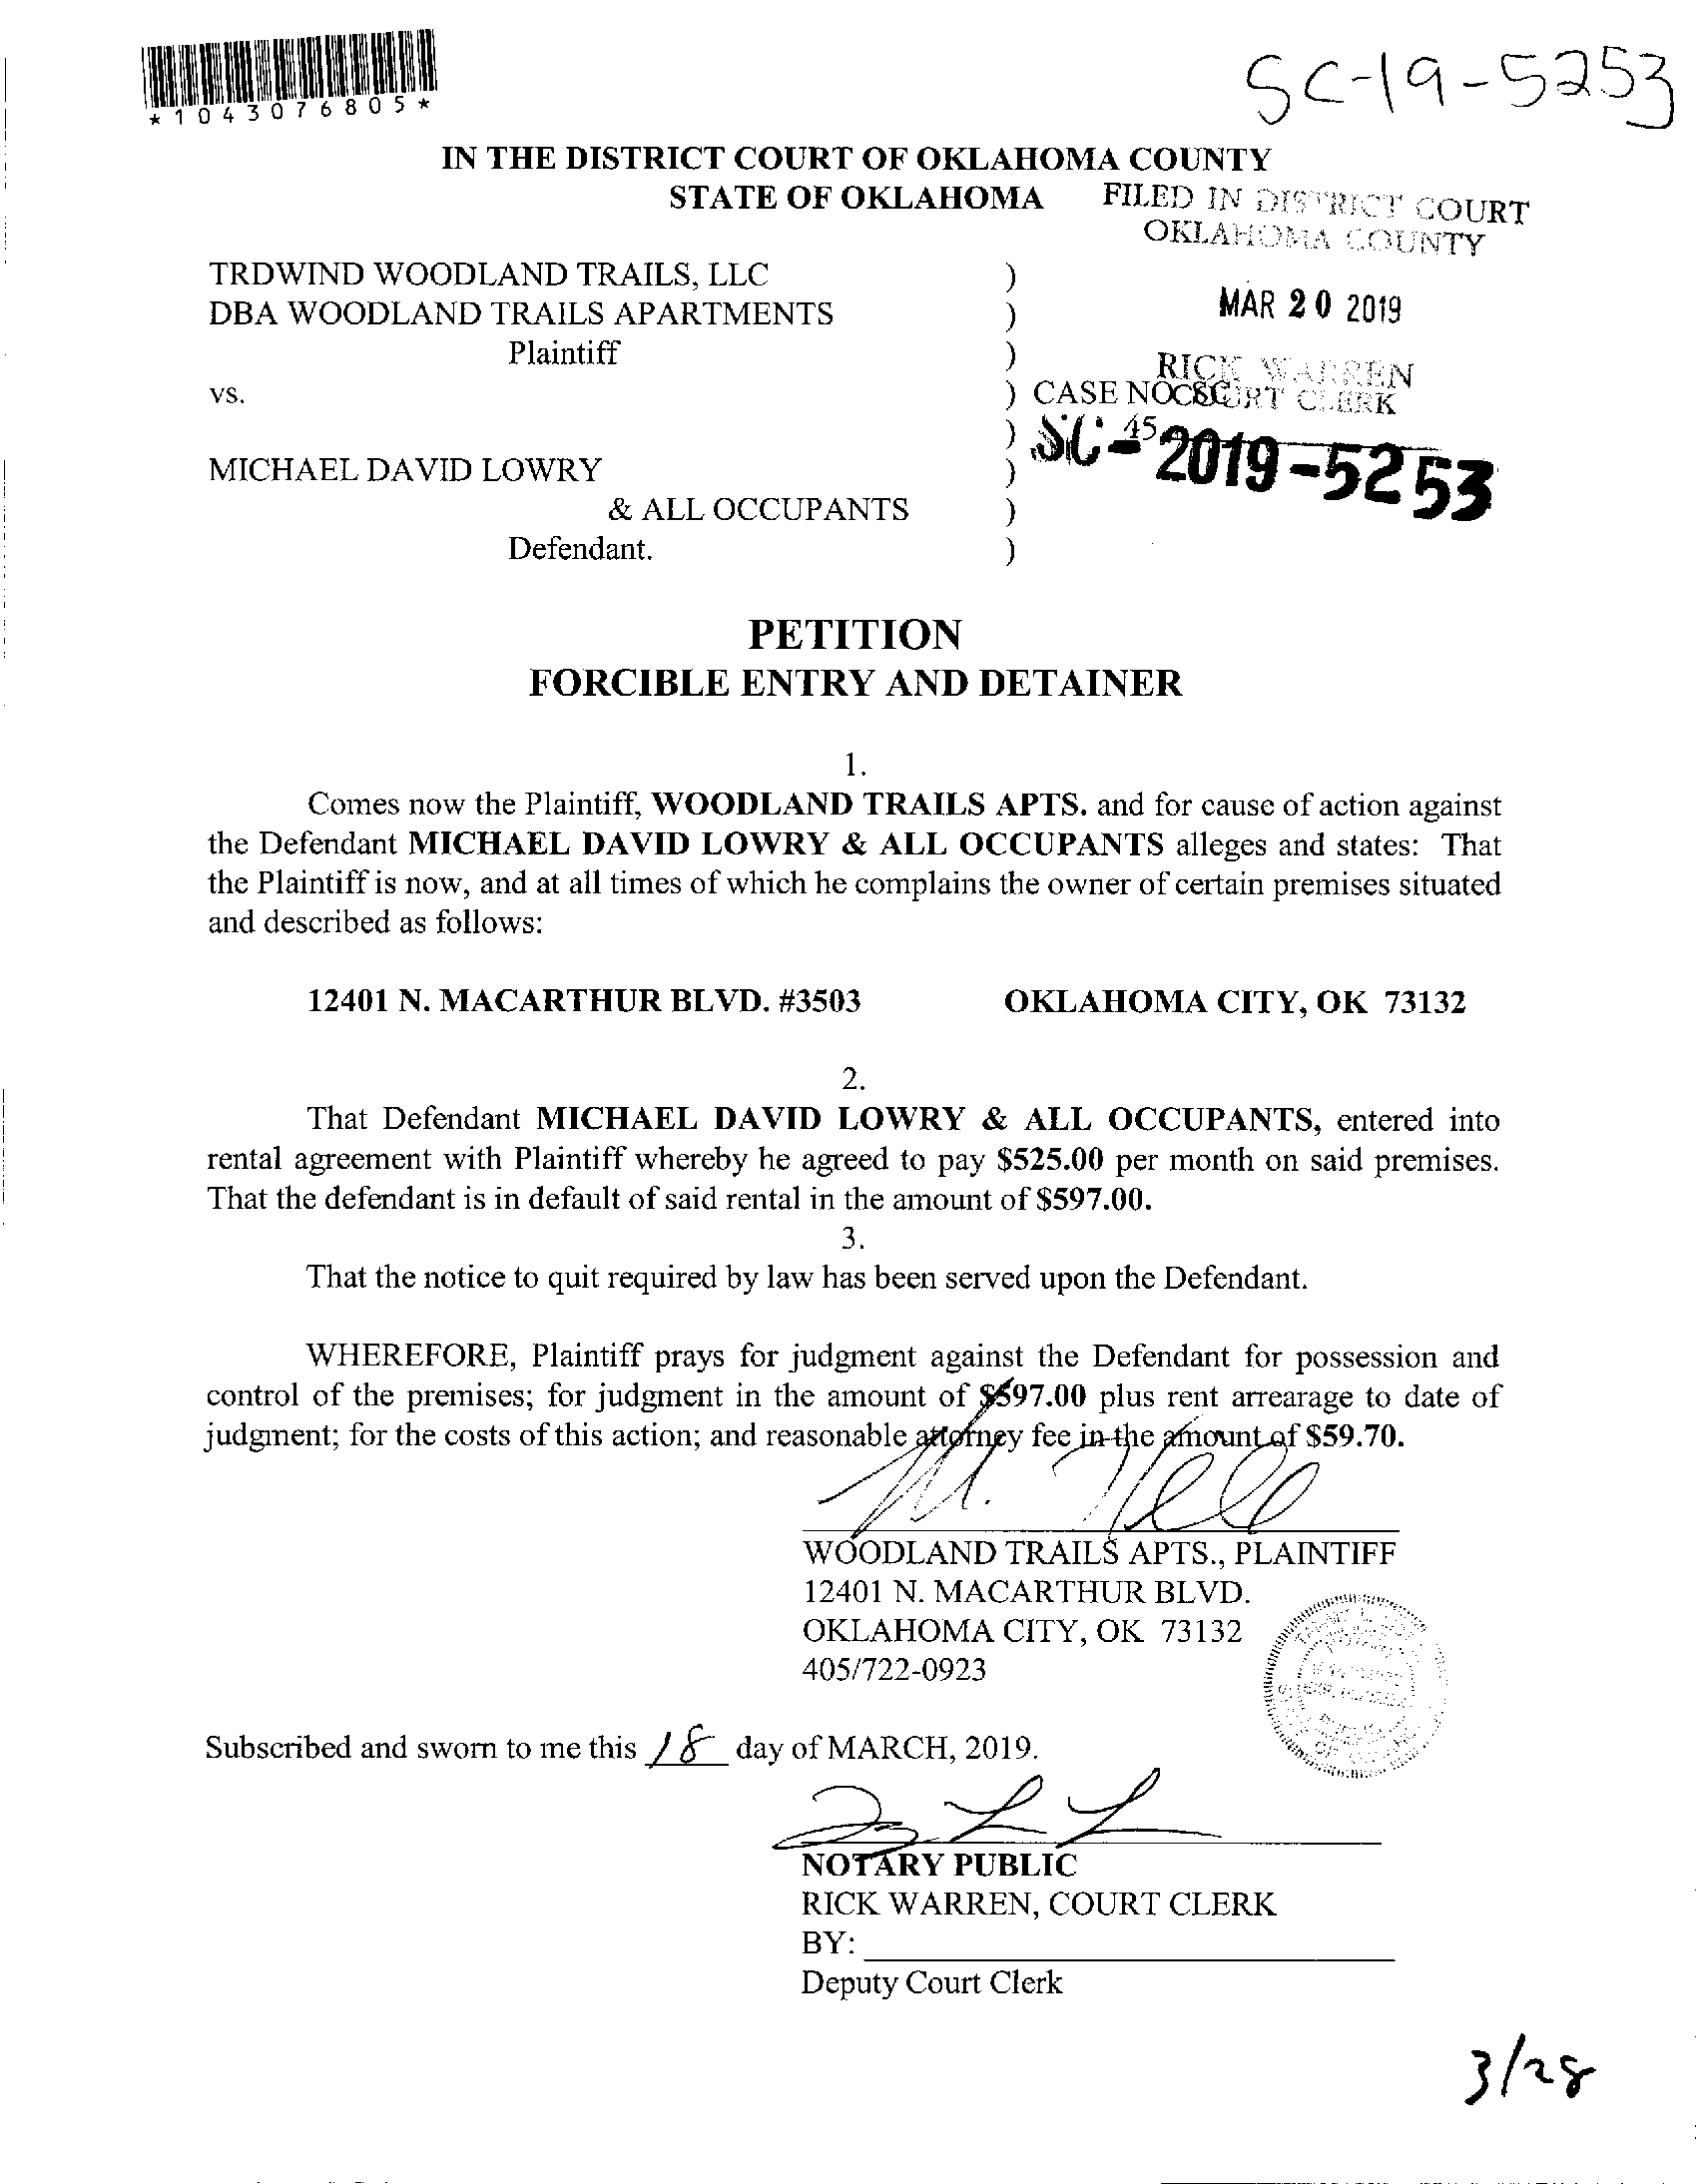 SC-19-5253
*1043076805*
IN THE DISTRICT COURT OF OKLAHOMA COUNTY
STATE OF OKLAHOMA
FILED IN DISTRICT COURT
OKLAHOMA COUNTY
TRDWIND WOODLAND TRAILS, LLC )
DBA WOODLAND TRAILS APARTMENTS )
MAR 20 2019
Plaintiff )
RICK WARREN
COURT CLERK
vs. ) CASE NO
45
) SC-2019-5253
MICHAEL DAVID LOWRY )
& ALL OCCUPANTS )
Defendant. )
PETITION
FORCIBLE ENTRY AND DETAINER
1.
Comes now the Plaintiff, WOODLAND TRAILS APTS. and for cause of action against
the Defendant MICHAEL DAVID LOWRY & ALL OCCUPANTS alleges and states: That
the Plaintiff is now, and at all times of which he complains the owner of certain premises situated
and described as follows:
12401 N. MACARTHUR BLVD. #3503 OKLAHOMA CITY, OK 73132
2.
That Defendant MICHAEL DAVID LOWRY & ALL OCCUPANTS, entered into
rental agreement with Plaintiff whereby he agreed to pay $525.00 per month on said premises.
That the defendant is in default of said rental in the amount of $597.00.
3.
That the notice to quit required by law has been served upon the Defendant.
WHEREFORE, Plaintiff prays for judgment against the Defendant for possession and
control of the premises; for judgment in the amount of $597.00 plus rent arrearage to date of
judgment; for the costs of this action; and reasonable attorney fee in the amount of $59.70.
WOODLAND TRAILS APTS., PLAINTIFF
12401 N. MACARTHUR BLVD.
OKLAHOMA CITY, OK 73132
405/722-0923
Subscribed and sworn to me this 18 day of MARCH, 2019.
NOTARY PUBLIC
RICK WARREN, COURT CLERK
BY:
Deputy Court Clerk
3/28